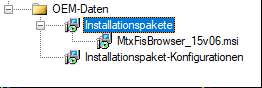 OEM-Daten
Installationspakete
MtxFisBrowser_15v06.msi
Installationspaket-Konfigurationen